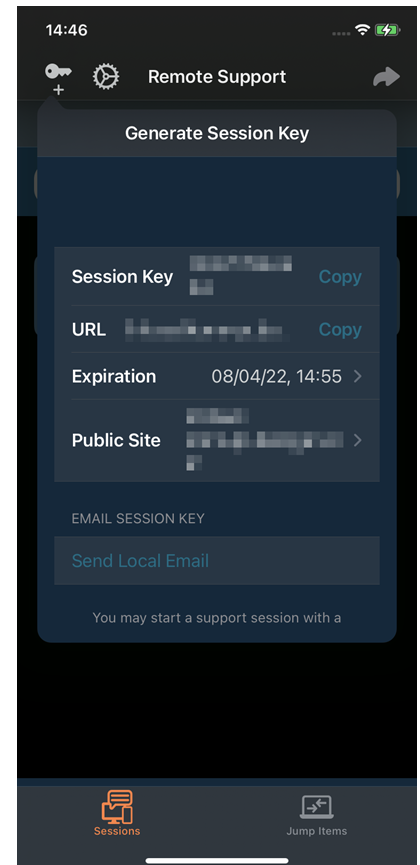 14:46
Remote Support
Generate Session Key
Session Key Copy
URL Copy
Expiration 08/04/22, 14:55
Public Site
EMAIL SESSION KEY
Send Local Email
You may start a support session with a
Sessions Jump Items